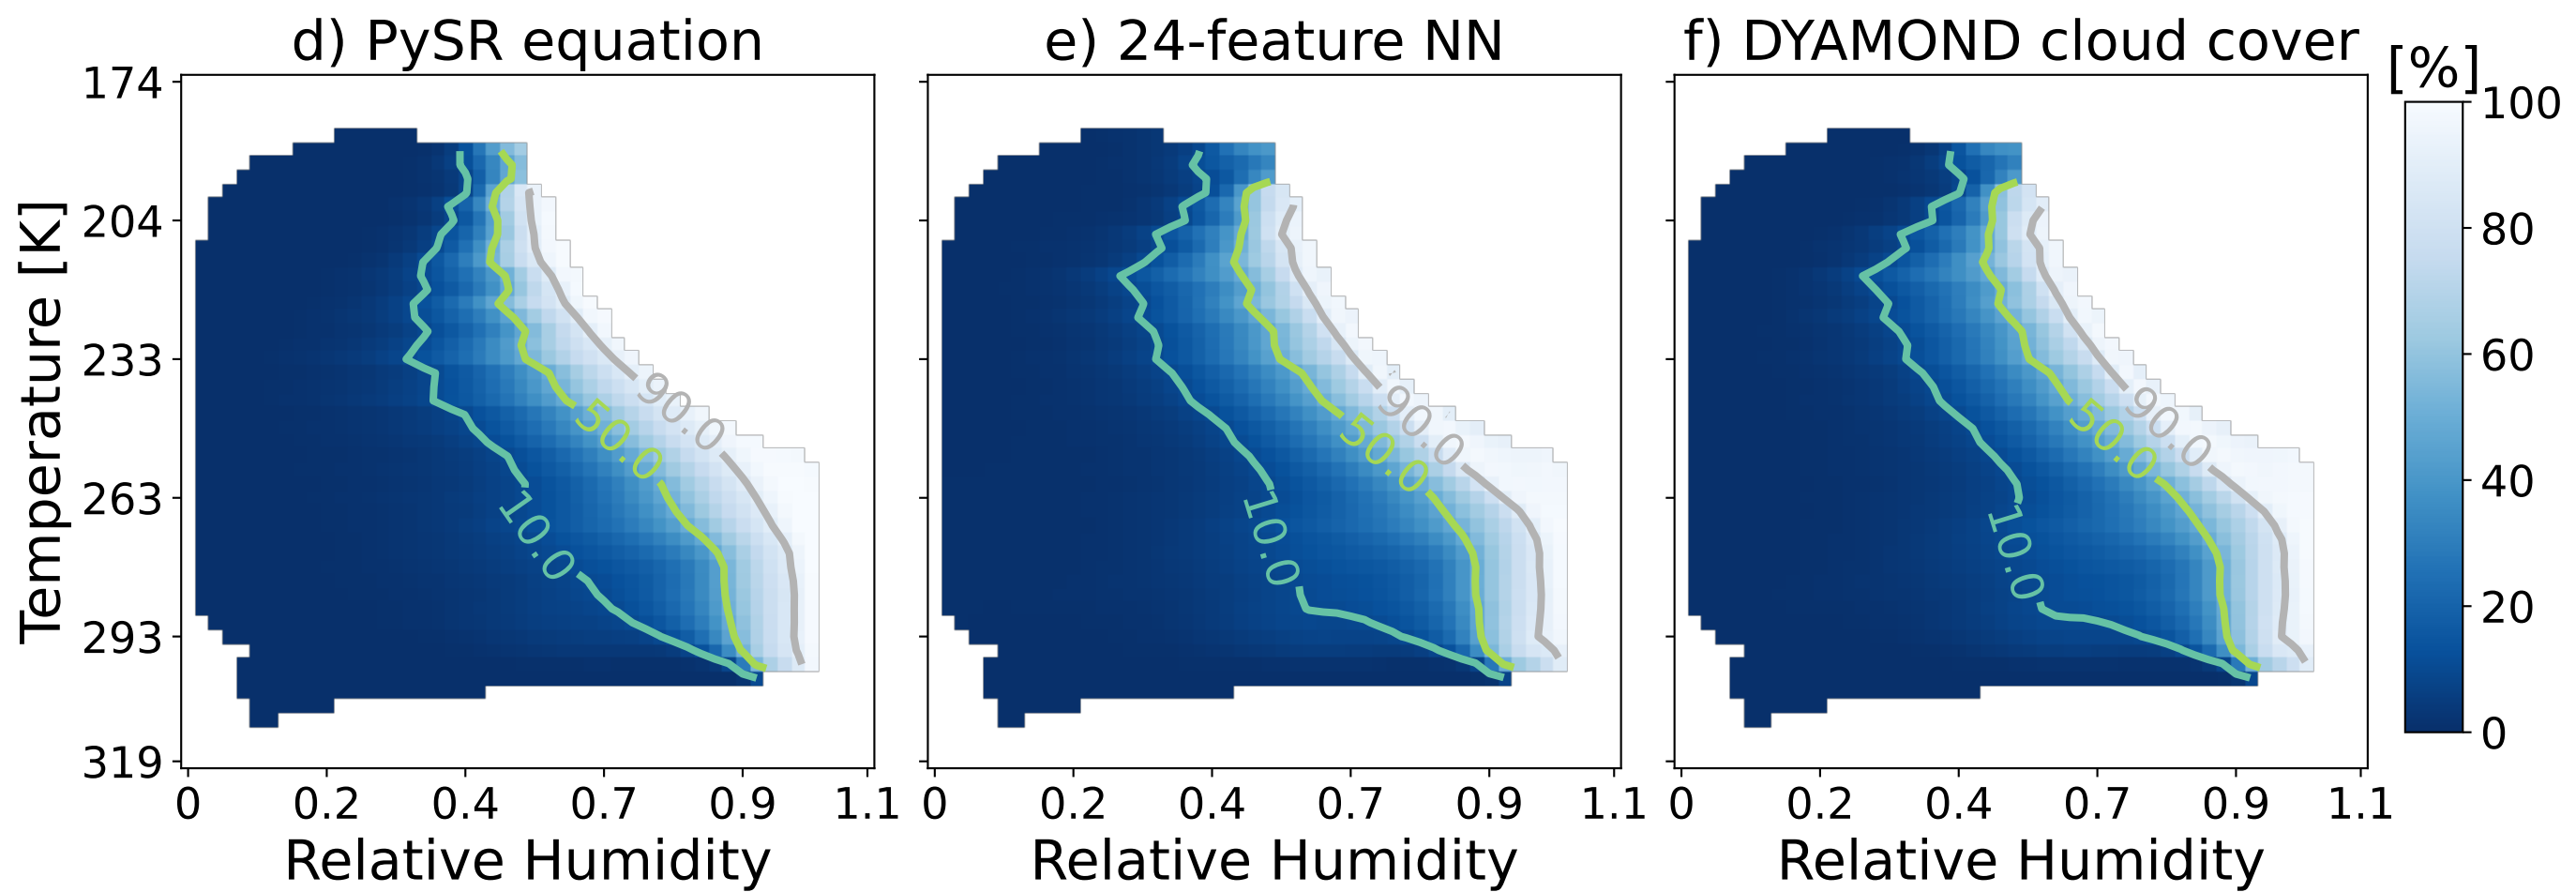 d) PySR equation
e) 24-feature NN
f) DYAMOND cloud cover
[%]
Temperature [K]
174
204
233
263
293
319
10.0
50.0
90.0
10.0
50.0
90.0
10.0
50.0
90.0
100
80
60
40
20
0
0 0.2 0.4 0.7 0.9 1.1
0 0.2 0.4 0.7 0.9 1.1
0 0.2 0.4 0.7 0.9 1.1
Relative Humidity
Relative Humidity
Relative Humidity